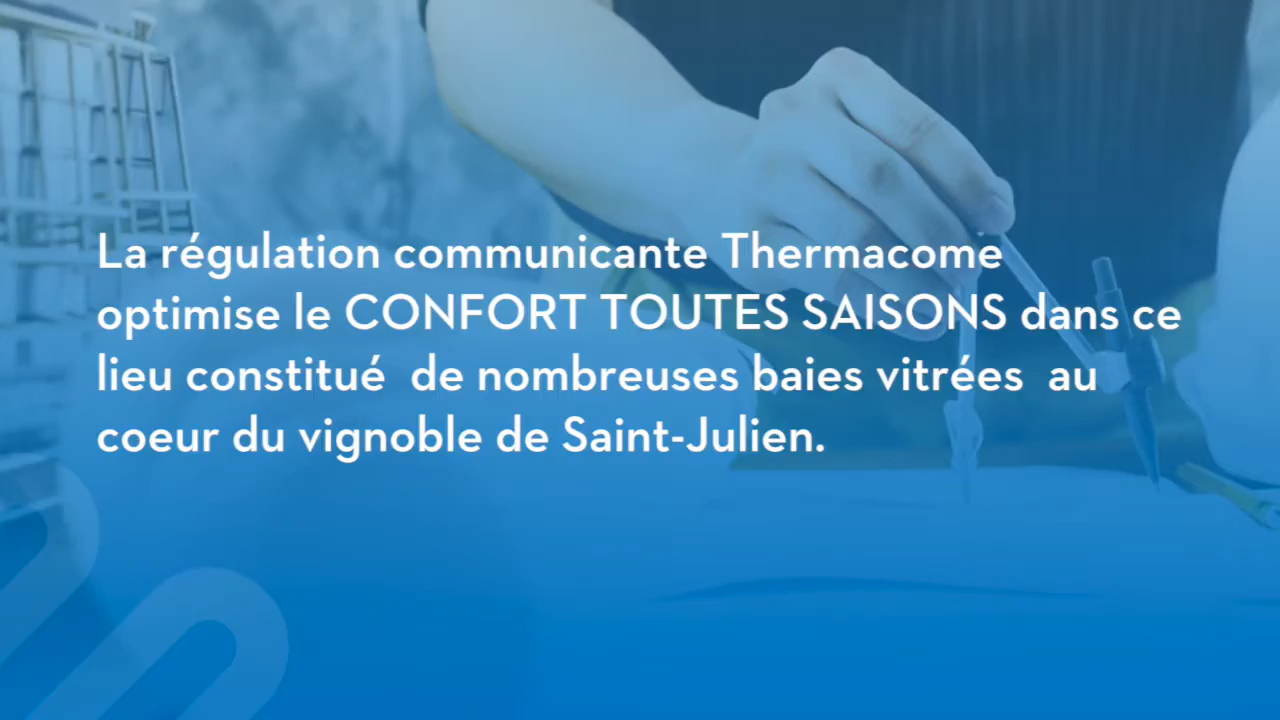 La régulation communicante Thermacome
optimise le CONFORT TOUTES SAISONS dans ce
lieu constitué  de nombreuses baies vitrées  au
coeur du vignoble de Saint-Julien.